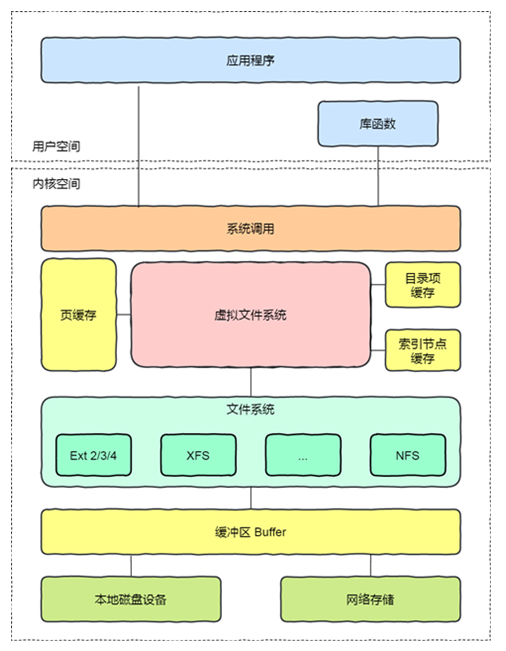 应用程序
库函数
用户空间
内核空间
系统调用
页缓存
虚拟文件系统
目录项
缓存
索引节点
缓存
文件系统
Ext 2/3/4
XFS
...
NFS
缓冲区 Buffer
本地磁盘设备
网络存储